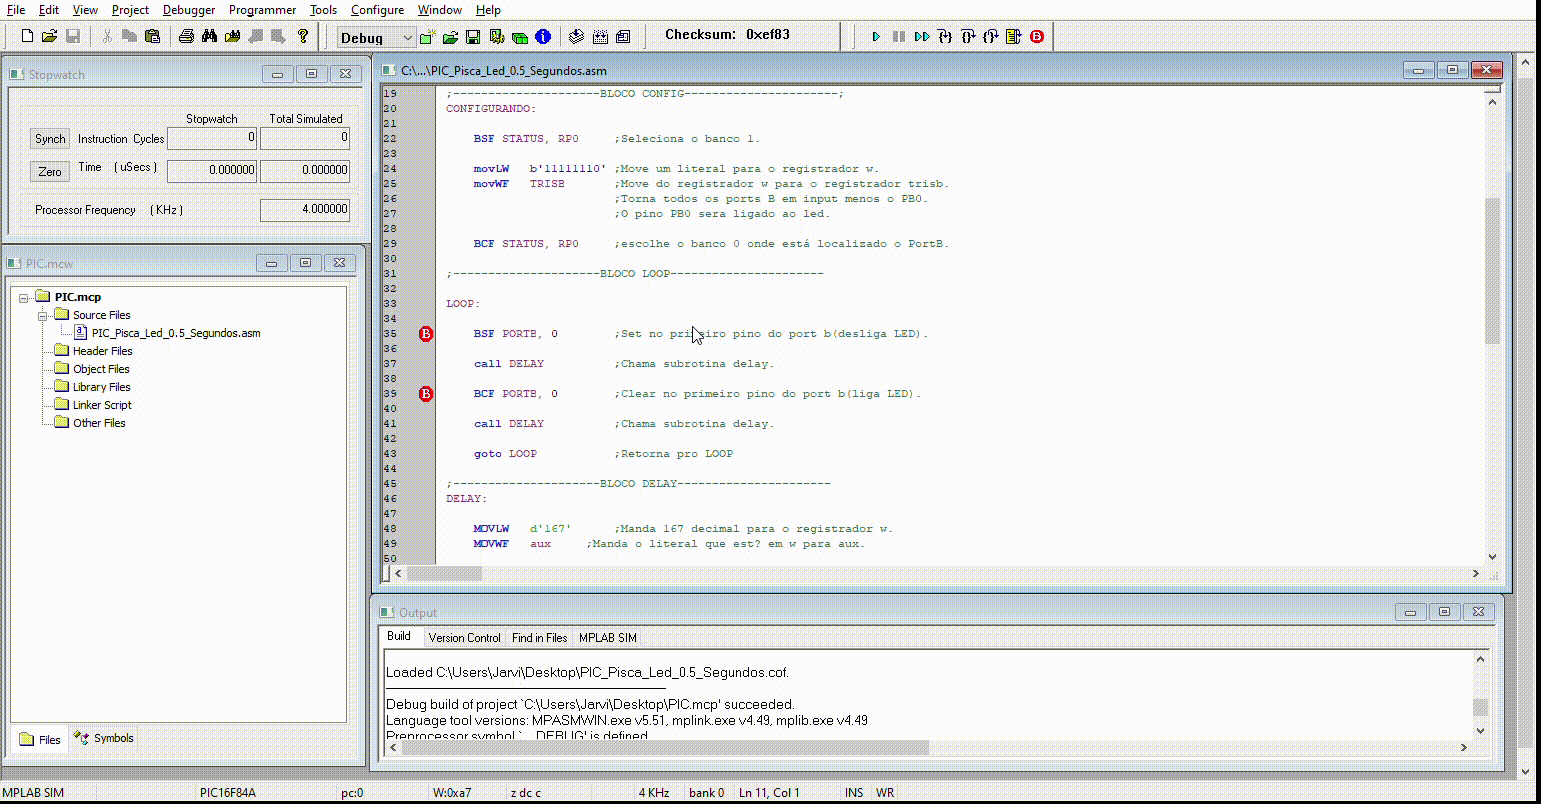 File Edit View Project Debugger Programmer Tools Configure Window Help
Debug Checksum: 0xef83
Stopwatch
Stopwatch Total Simulated
Synch Instruction Cycles 0 0
Zero Time (uSecs) 0.000000 0.000000
Processor Frequency (KHz) 4.000000
PIC.mcw
PIC.mcp
Source Files
PIC_Pisca_Led_0.5_Segundos.asm
Header Files
Object Files
Library Files
Linker Script
Other Files
Files Symbols
C:\...\PIC_Pisca_Led_0.5_Segundos.asm
19 ;---------------------BLOCO CONFIG----------------------;
20 CONFIGURANDO:
21
22 BSF STATUS, RP0 ;Seleciona o banco 1.
23
24 movLW b'11111110' ;Move um literal para o registrador w.
25 movWF TRISB ;Move do registrador w para o registrador trisb.
26 ;Torna todos os ports B em input menos o PB0.
27 ;O pino PB0 sera ligado ao led.
28
29 BCF STATUS, RP0 ;escolhe o banco 0 onde está localizado o PortB.
30
31 ;---------------------BLOCO LOOP----------------------
32
33 LOOP:
34
35 B BSF PORTB, 0 ;Set no primeiro pino do port b(desliga LED).
36
37 call DELAY ;Chama subrotina delay.
38
39 B BCF PORTB, 0 ;Clear no primeiro pino do port b(liga LED).
40
41 call DELAY ;Chama subrotina delay.
42
43 goto LOOP ;Retorna pro LOOP
44
45 ;---------------------BLOCO DELAY----------------------
46 DELAY:
47
48 MOVLW d'167' ;Manda 167 decimal para o registrador w.
49 MOVWF aux ;Manda o literal que est? em w para aux.
50
Output
Build Version Control Find in Files MPLAB SIM
Loaded C:\Users\Jarvi\Desktop\PIC_Pisca_Led_0.5_Segundos.cof.
Debug build of project `C:\Users\Jarvi\Desktop\PIC.mcp' succeeded.
Language tool versions: MPASMWIN.exe v5.51, mplink.exe v4.49, mplib.exe v4.49
Preprocessor symbol `__DEBUG' is defined.
MPLAB SIM PIC16F84A pc:0 W:0xa7 z dc c 4 KHz bank 0 Ln 11, Col 1 INS WR